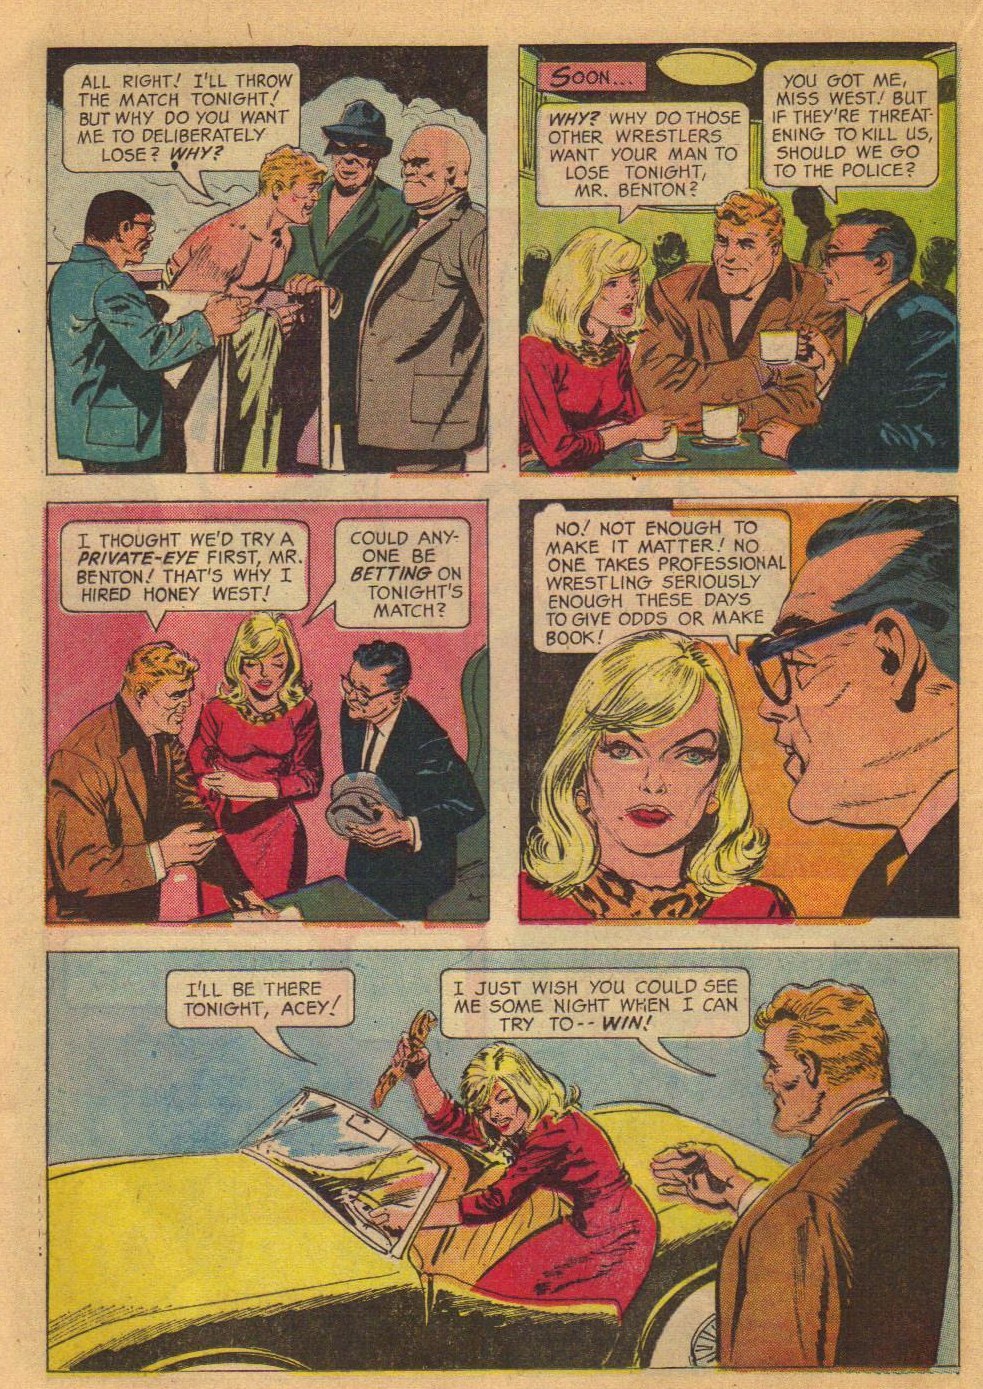 ALL RIGHT! I'LL THROW
THE MATCH TONIGHT!
BUT WHY DO YOU WANT
ME TO DELIBERATELY
LOSE? WHY?
SOON...
WHY? WHY DO THOSE
OTHER WRESTLERS
WANT YOUR MAN TO
LOSE TONIGHT,
MR. BENTON?
YOU GOT ME,
MISS WEST! BUT
IF THEY'RE THREAT-
ENING TO KILL US,
SHOULD WE GO
TO THE POLICE?
I THOUGHT WE'D TRY A
PRIVATE-EYE FIRST, MR.
BENTON! THAT'S WHY I
HIRED HONEY WEST!
COULD ANY-
ONE BE
BETTING ON
TONIGHT'S
MATCH?
NO! NOT ENOUGH TO
MAKE IT MATTER! NO
ONE TAKES PROFESSIONAL
WRESTLING SERIOUSLY
ENOUGH THESE DAYS
TO GIVE ODDS OR MAKE
BOOK!
I'LL BE THERE
TONIGHT, ACEY!
I JUST WISH YOU COULD SEE
ME SOME NIGHT WHEN I CAN
TRY TO-- WIN!